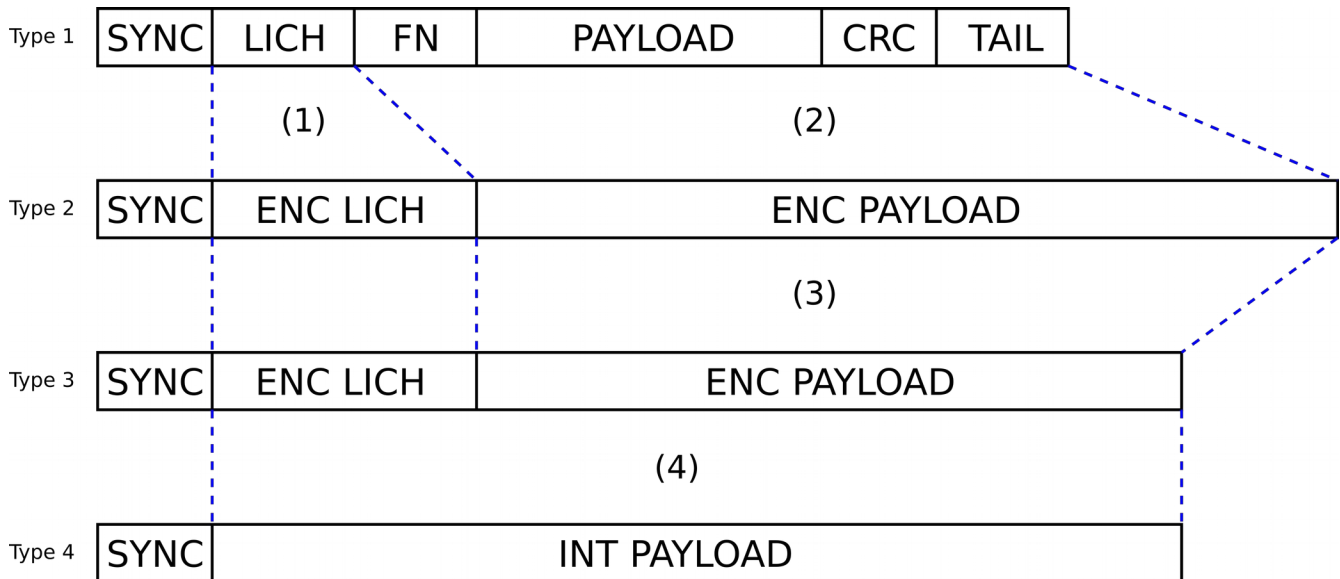 Type 1 SYNC LICH FN PAYLOAD CRC TAIL
(1) (2)
Type 2 SYNC ENC LICH ENC PAYLOAD
(3)
Type 3 SYNC ENC LICH ENC PAYLOAD
(4)
Type 4 SYNC INT PAYLOAD